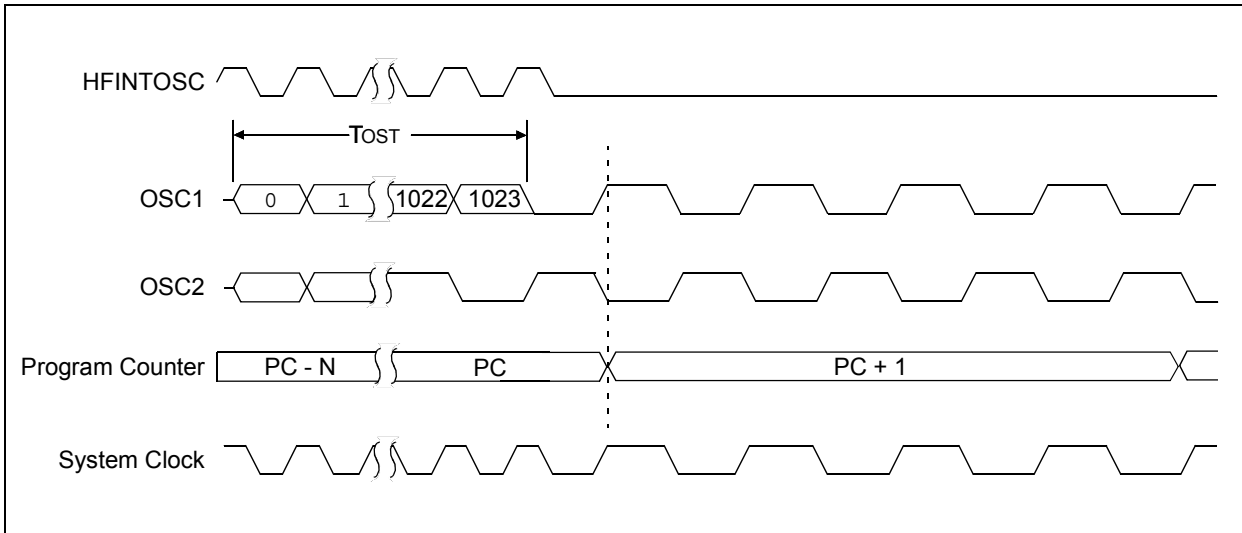 HFINTOSC
TOST
OSC1 0 1 1022 1023
OSC2
Program Counter PC - N PC PC + 1
System Clock